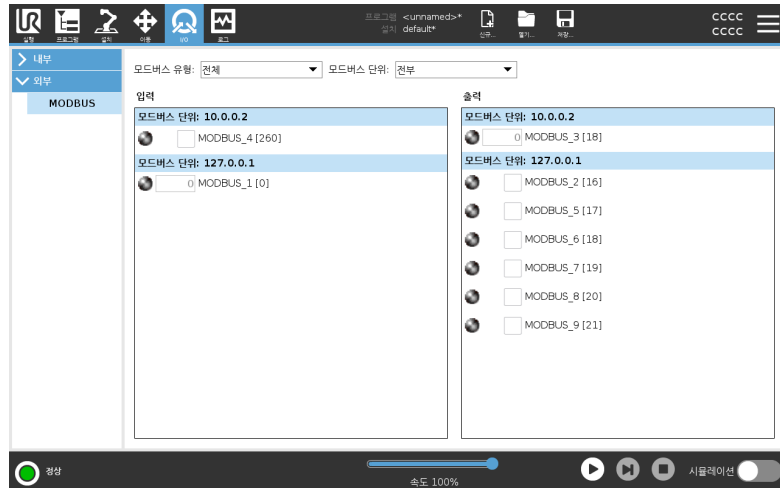 UR
실행 프로그램 설치 이동 I/O 로그
프로그램 <unnamed>*
설치 default*
신규... 열기... 저장...
cccc
cccc
내부
외부
MODBUS
모드버스 유형: 전체 모드버스 단위: 전부
입력
모드버스 단위: 10.0.0.2
MODBUS_4 [260]
모드버스 단위: 127.0.0.1
0 MODBUS_1 [0]
출력
모드버스 단위: 10.0.0.2
0 MODBUS_3 [18]
모드버스 단위: 127.0.0.1
MODBUS_2 [16]
MODBUS_5 [17]
MODBUS_6 [18]
MODBUS_7 [19]
MODBUS_8 [20]
MODBUS_9 [21]
정상
속도 100%
시뮬레이션